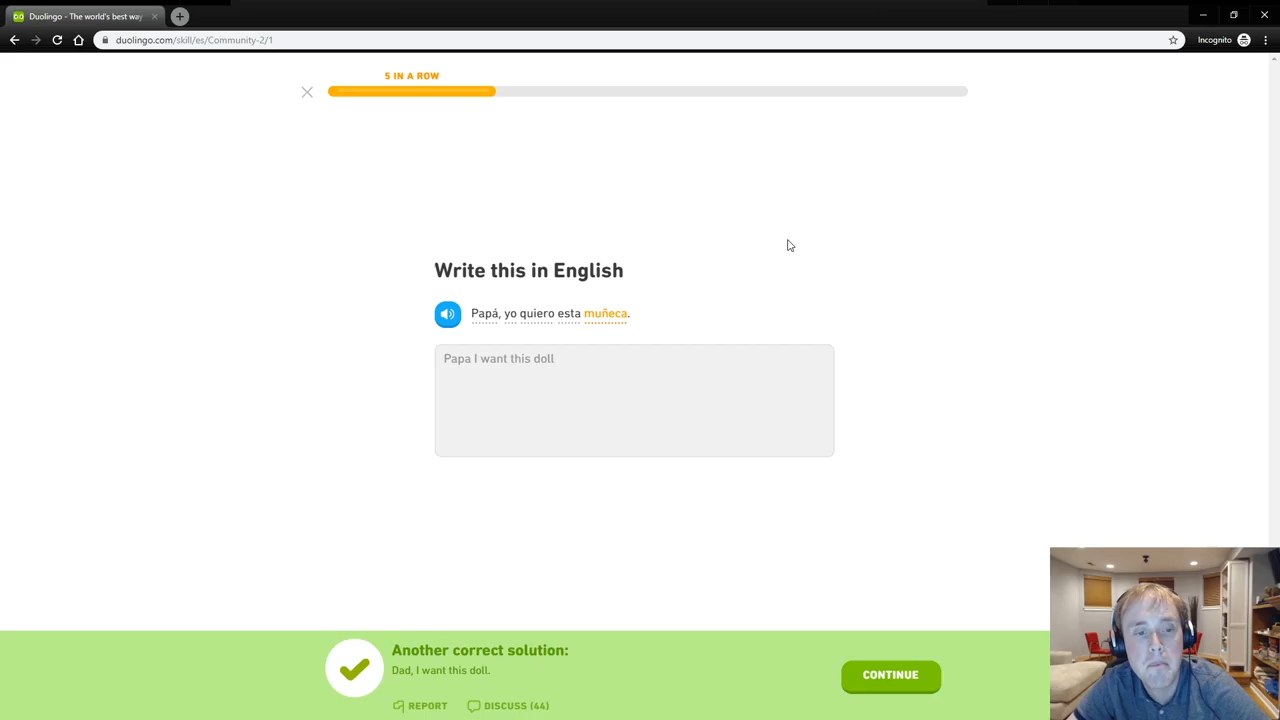 Duolingo - The world's best way
duolingo.com/skill/es/Community-2/1
Incognito
5 IN A ROW
Write this in English
Papá, yo quiero esta muñeca.
Papa I want this doll
Another correct solution:
Dad, I want this doll.
CONTINUE
REPORT
DISCUSS (44)